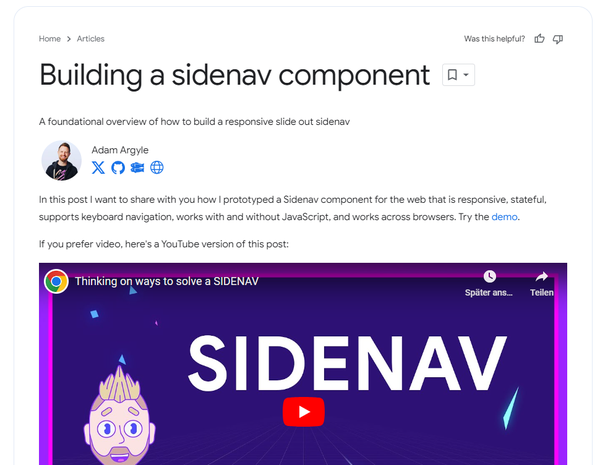 Home > Articles
Was this helpful?
Building a sidenav component
A foundational overview of how to build a responsive slide out sidenav
Adam Argyle
In this post I want to share with you how I prototyped a Sidenav component for the web that is responsive, stateful,
supports keyboard navigation, works with and without JavaScript, and works across browsers. Try the demo.
If you prefer video, here's a YouTube version of this post:
Thinking on ways to solve a SIDENAV
Später ans...
Teilen
SIDENAV